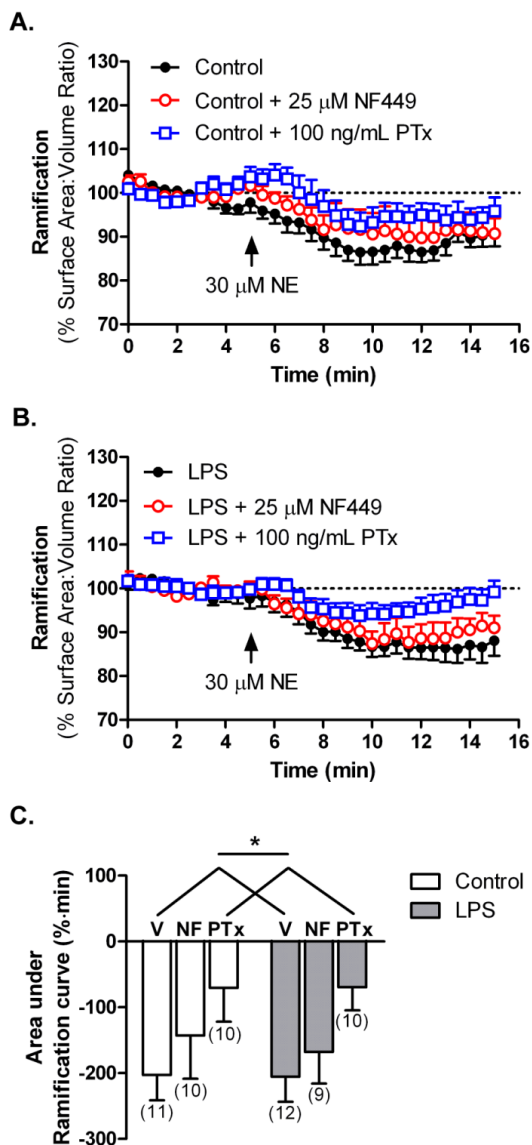 A.
130
120
110
100
90
80
70
Ramification
(% Surface Area:Volume Ratio)
Control
Control + 25 μM NF449
Control + 100 ng/mL PTx
30 μM NE
0 2 4 6 8 10 12 14 16
Time (min)
B.
130
120
110
100
90
80
70
Ramification
(% Surface Area:Volume Ratio)
LPS
LPS + 25 μM NF449
LPS + 100 ng/mL PTx
30 μM NE
0 2 4 6 8 10 12 14 16
Time (min)
C.
100
0
-100
-200
-300
Area under
Ramification curve (%·min)
*
Control
LPS
V NF PTx V NF PTx
(11) (10) (10) (12) (9) (10)